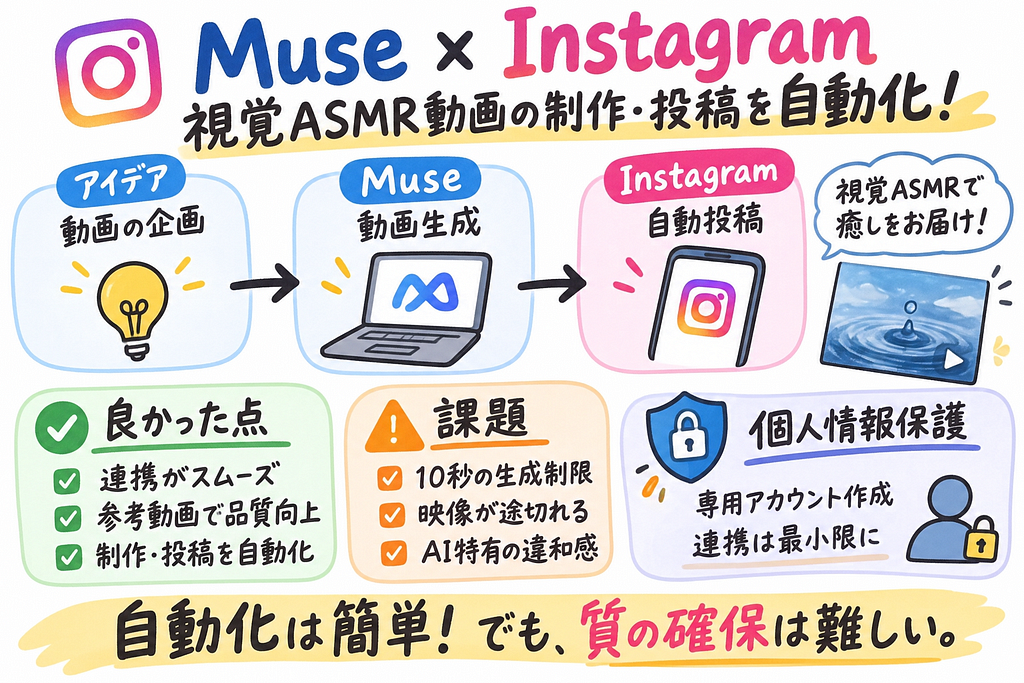 Muse × Instagram
視覚ASMR動画の制作・投稿を自動化！
アイデア
動画の企画
Muse
動画生成
Instagram
自動投稿
視覚ASMRで
癒しをお届け！
良かった点
連携がスムーズ
参考動画で品質向上
制作・投稿を自動化
課題
10秒の生成制限
映像が途切れる
AI特有の違和感
個人情報保護
専用アカウント作成
連携は最小限に
自動化は簡単！でも、質の確保は難しい。